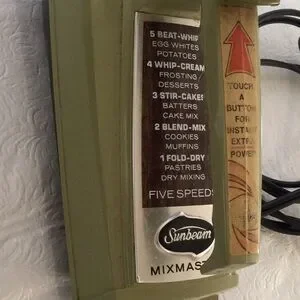 5 BEAT-WHIP
EGG WHITES
POTATOES
4 WHIP-CREAM
FROSTING
DESSERTS
3 STIR-CAKES
BATTERS
CAKE MIX
2 BLEND-MIX
COOKIES
MUFFINS
1 FOLD-DRY
PASTRIES
DRY MIXING
FIVE SPEEDS
Sunbeam
MIXMAS
TOUCH
A
BUTTON
FOR
INSTANT
EXTRA
POWER